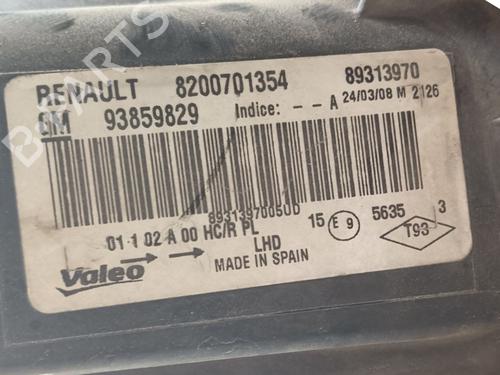 RENAULT 8200701354 89313970
GM 93859829 Indice: - - A 24/03/08 M 2126
89313970050D
01 1 02 A 00 HC/R PL 15 E 9 5635 3
LHD T93
Valeo MADE IN SPAIN